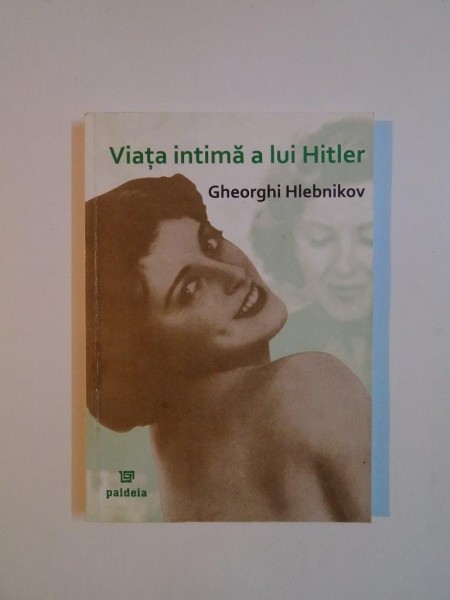 Viața intimă a lui Hitler
Gheorghi Hlebnikov
paideia